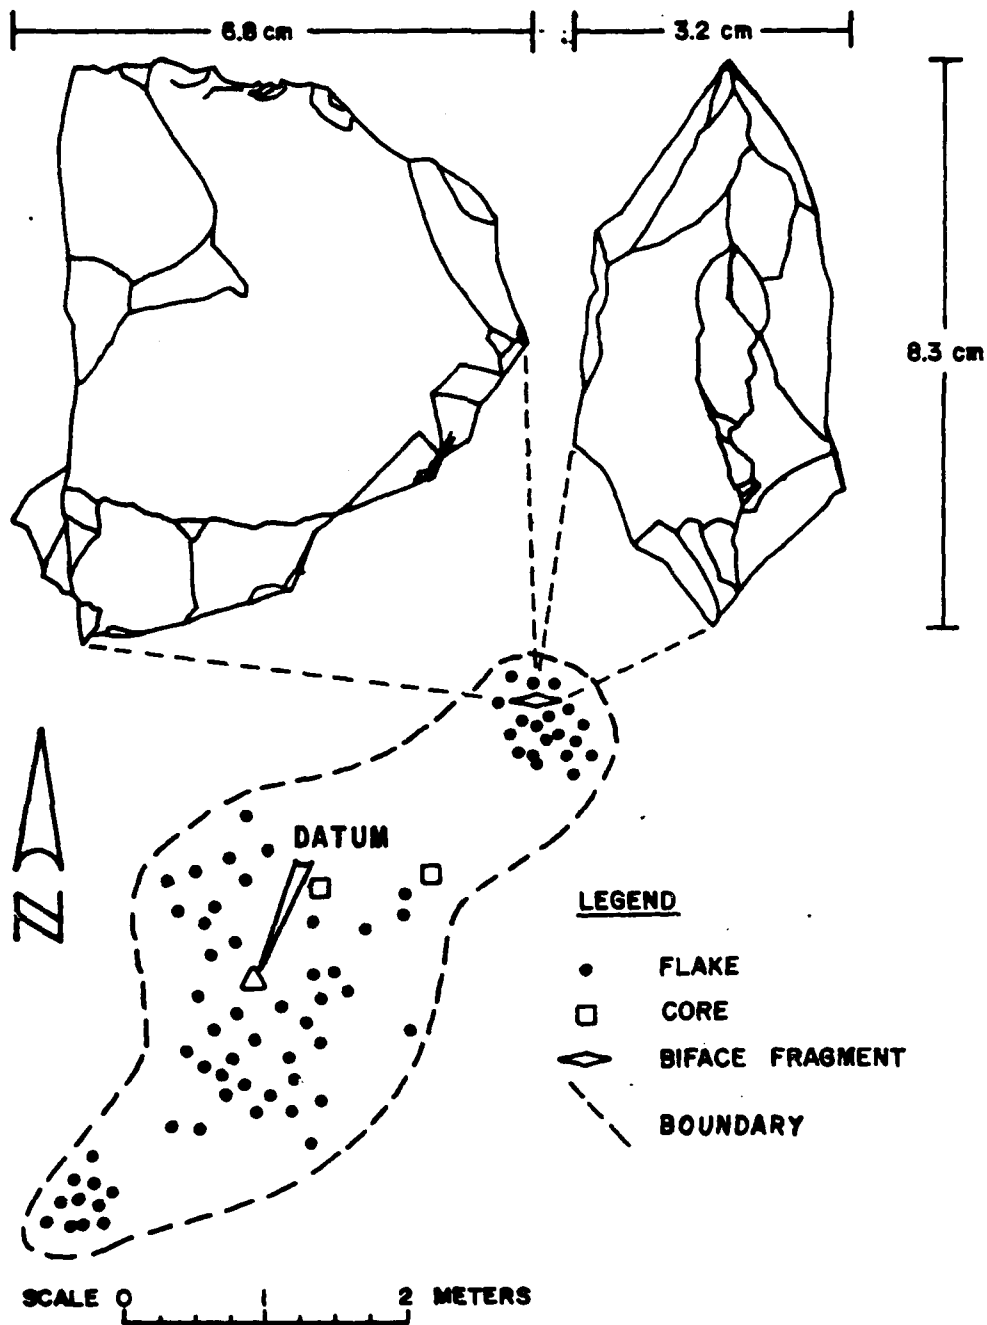 6.8 cm
3.2 cm
8.3 cm
DATUM
N
LEGEND
FLAKE
CORE
BIFACE FRAGMENT
BOUNDARY
SCALE 0 1 2 METERS